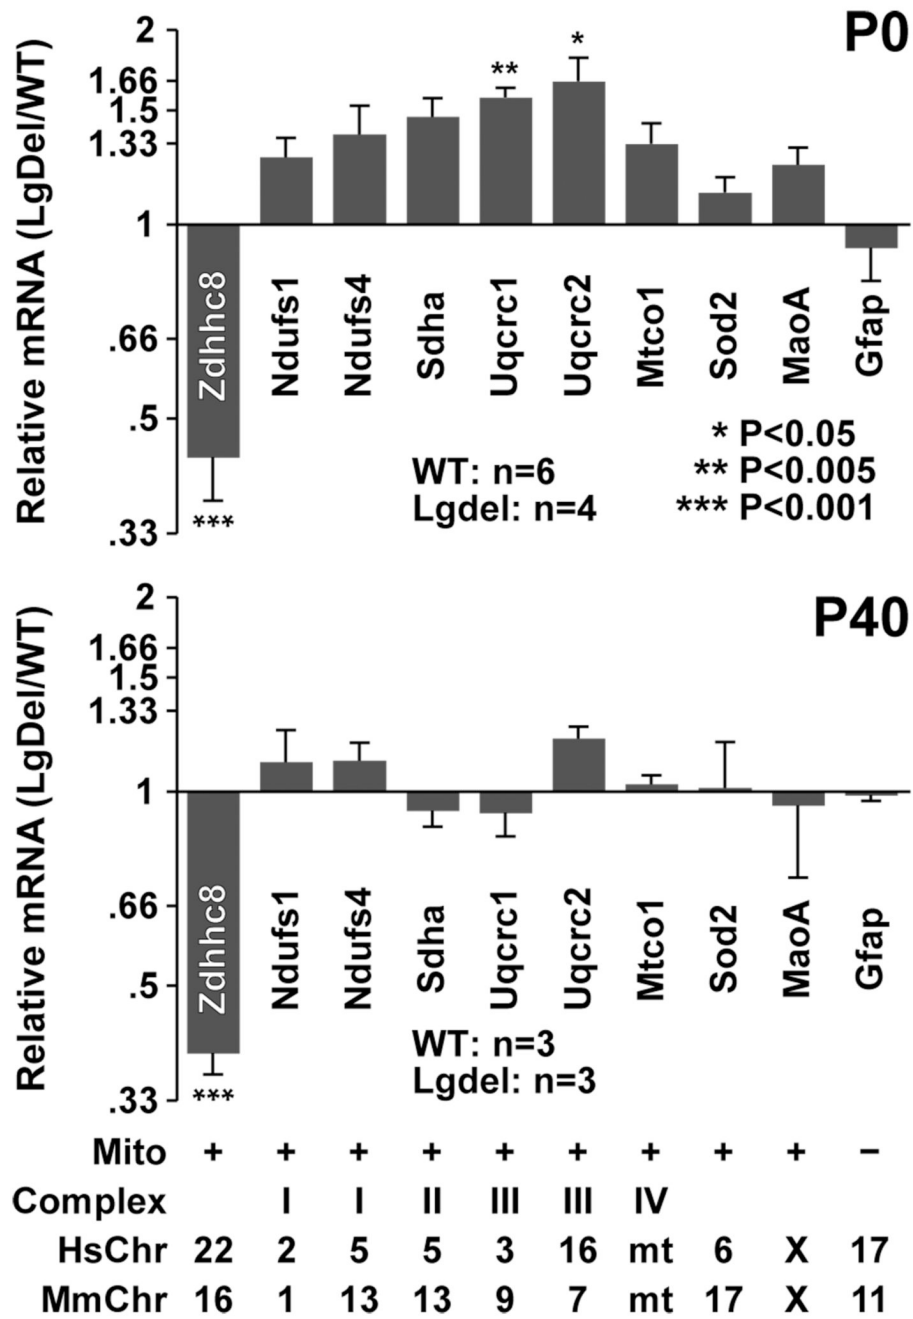 P0
Relative mRNA (LgDel/WT)
2
1.66
1.5
1.33
1
.66
.5
.33
** *
***
Zdhhc8 Ndufs1 Ndufs4 Sdha Uqcrc1 Uqcrc2 Mtco1 Sod2 MaoA Gfap
WT: n=6
Lgdel: n=4
* P<0.05
** P<0.005
*** P<0.001
P40
Relative mRNA (LgDel/WT)
2
1.66
1.5
1.33
1
.66
.5
.33
***
Zdhhc8 Ndufs1 Ndufs4 Sdha Uqcrc1 Uqcrc2 Mtco1 Sod2 MaoA Gfap
WT: n=3
Lgdel: n=3
Mito + + + + + + + + + −
Complex I I II III III IV
HsChr 22 2 5 5 3 16 mt 6 X 17
MmChr 16 1 13 13 9 7 mt 17 X 11